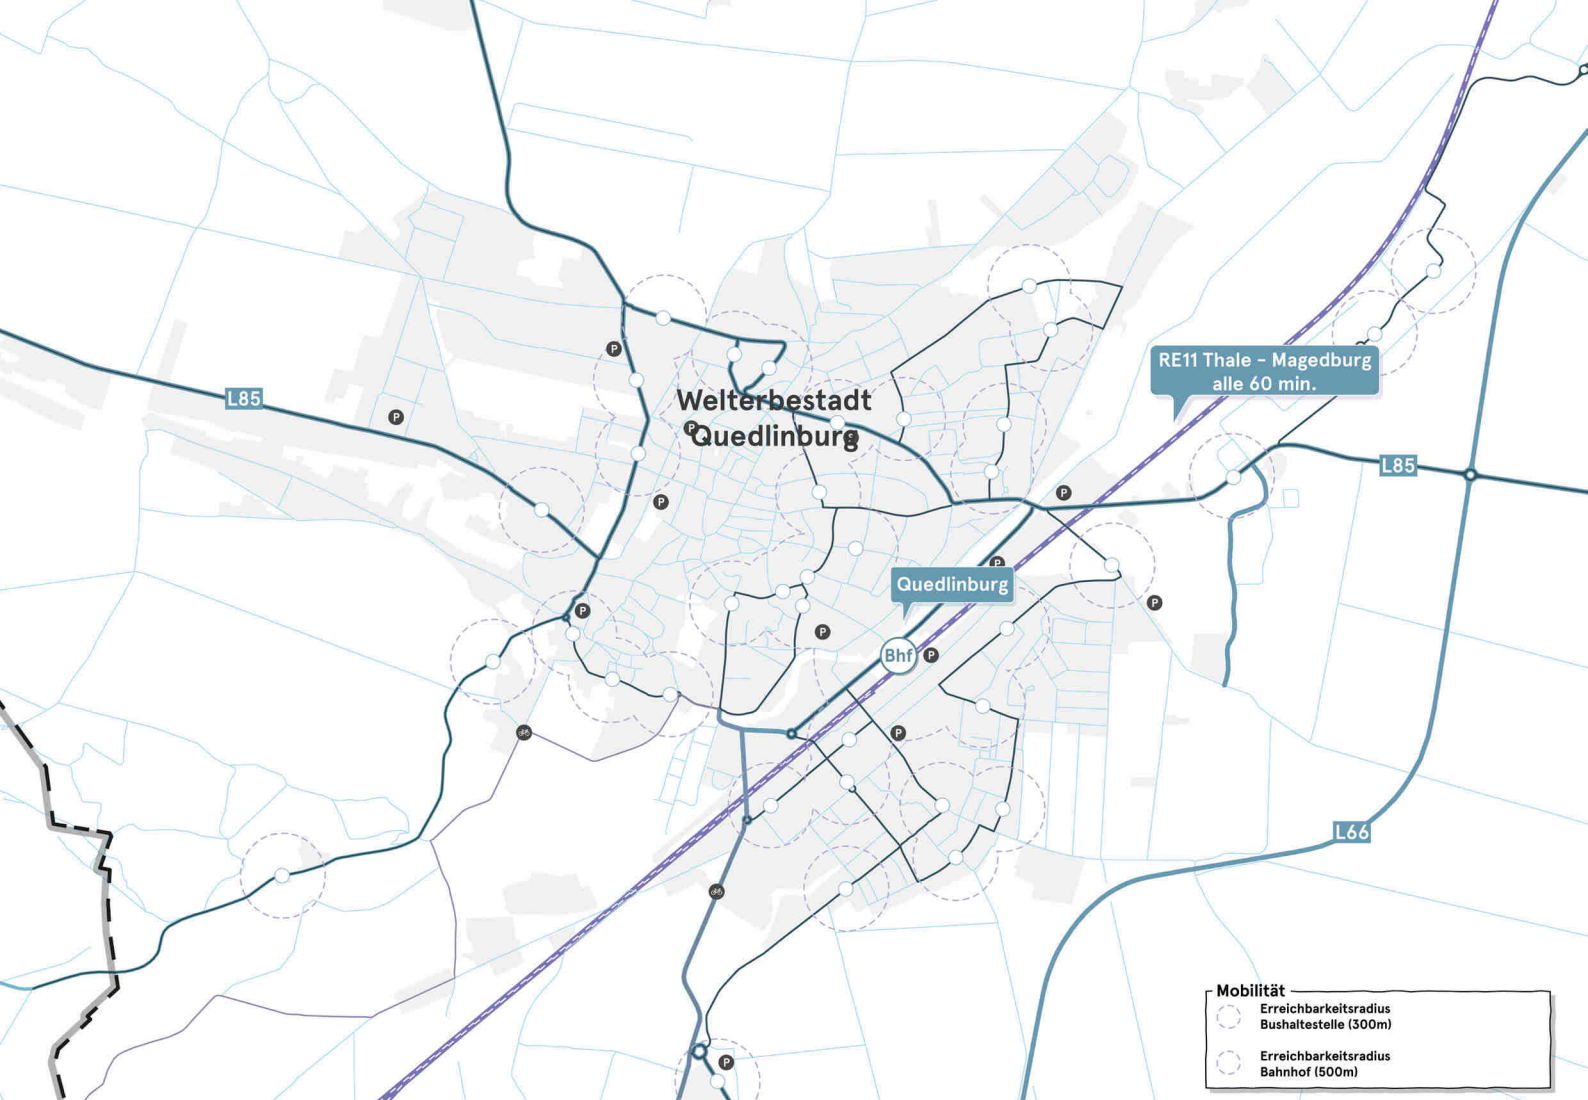 RE11 Thale - Magedburg
alle 60 min.
L85
Welterbestadt
Quedlinburg
P
P
P
P
L85
P
P
P
Quedlinburg
P
P
P
Bhf
P
P
L66
P
Mobilität
Erreichbarkeitsradius
Bushaltestelle (300m)
Erreichbarkeitsradius
Bahnhof (500m)